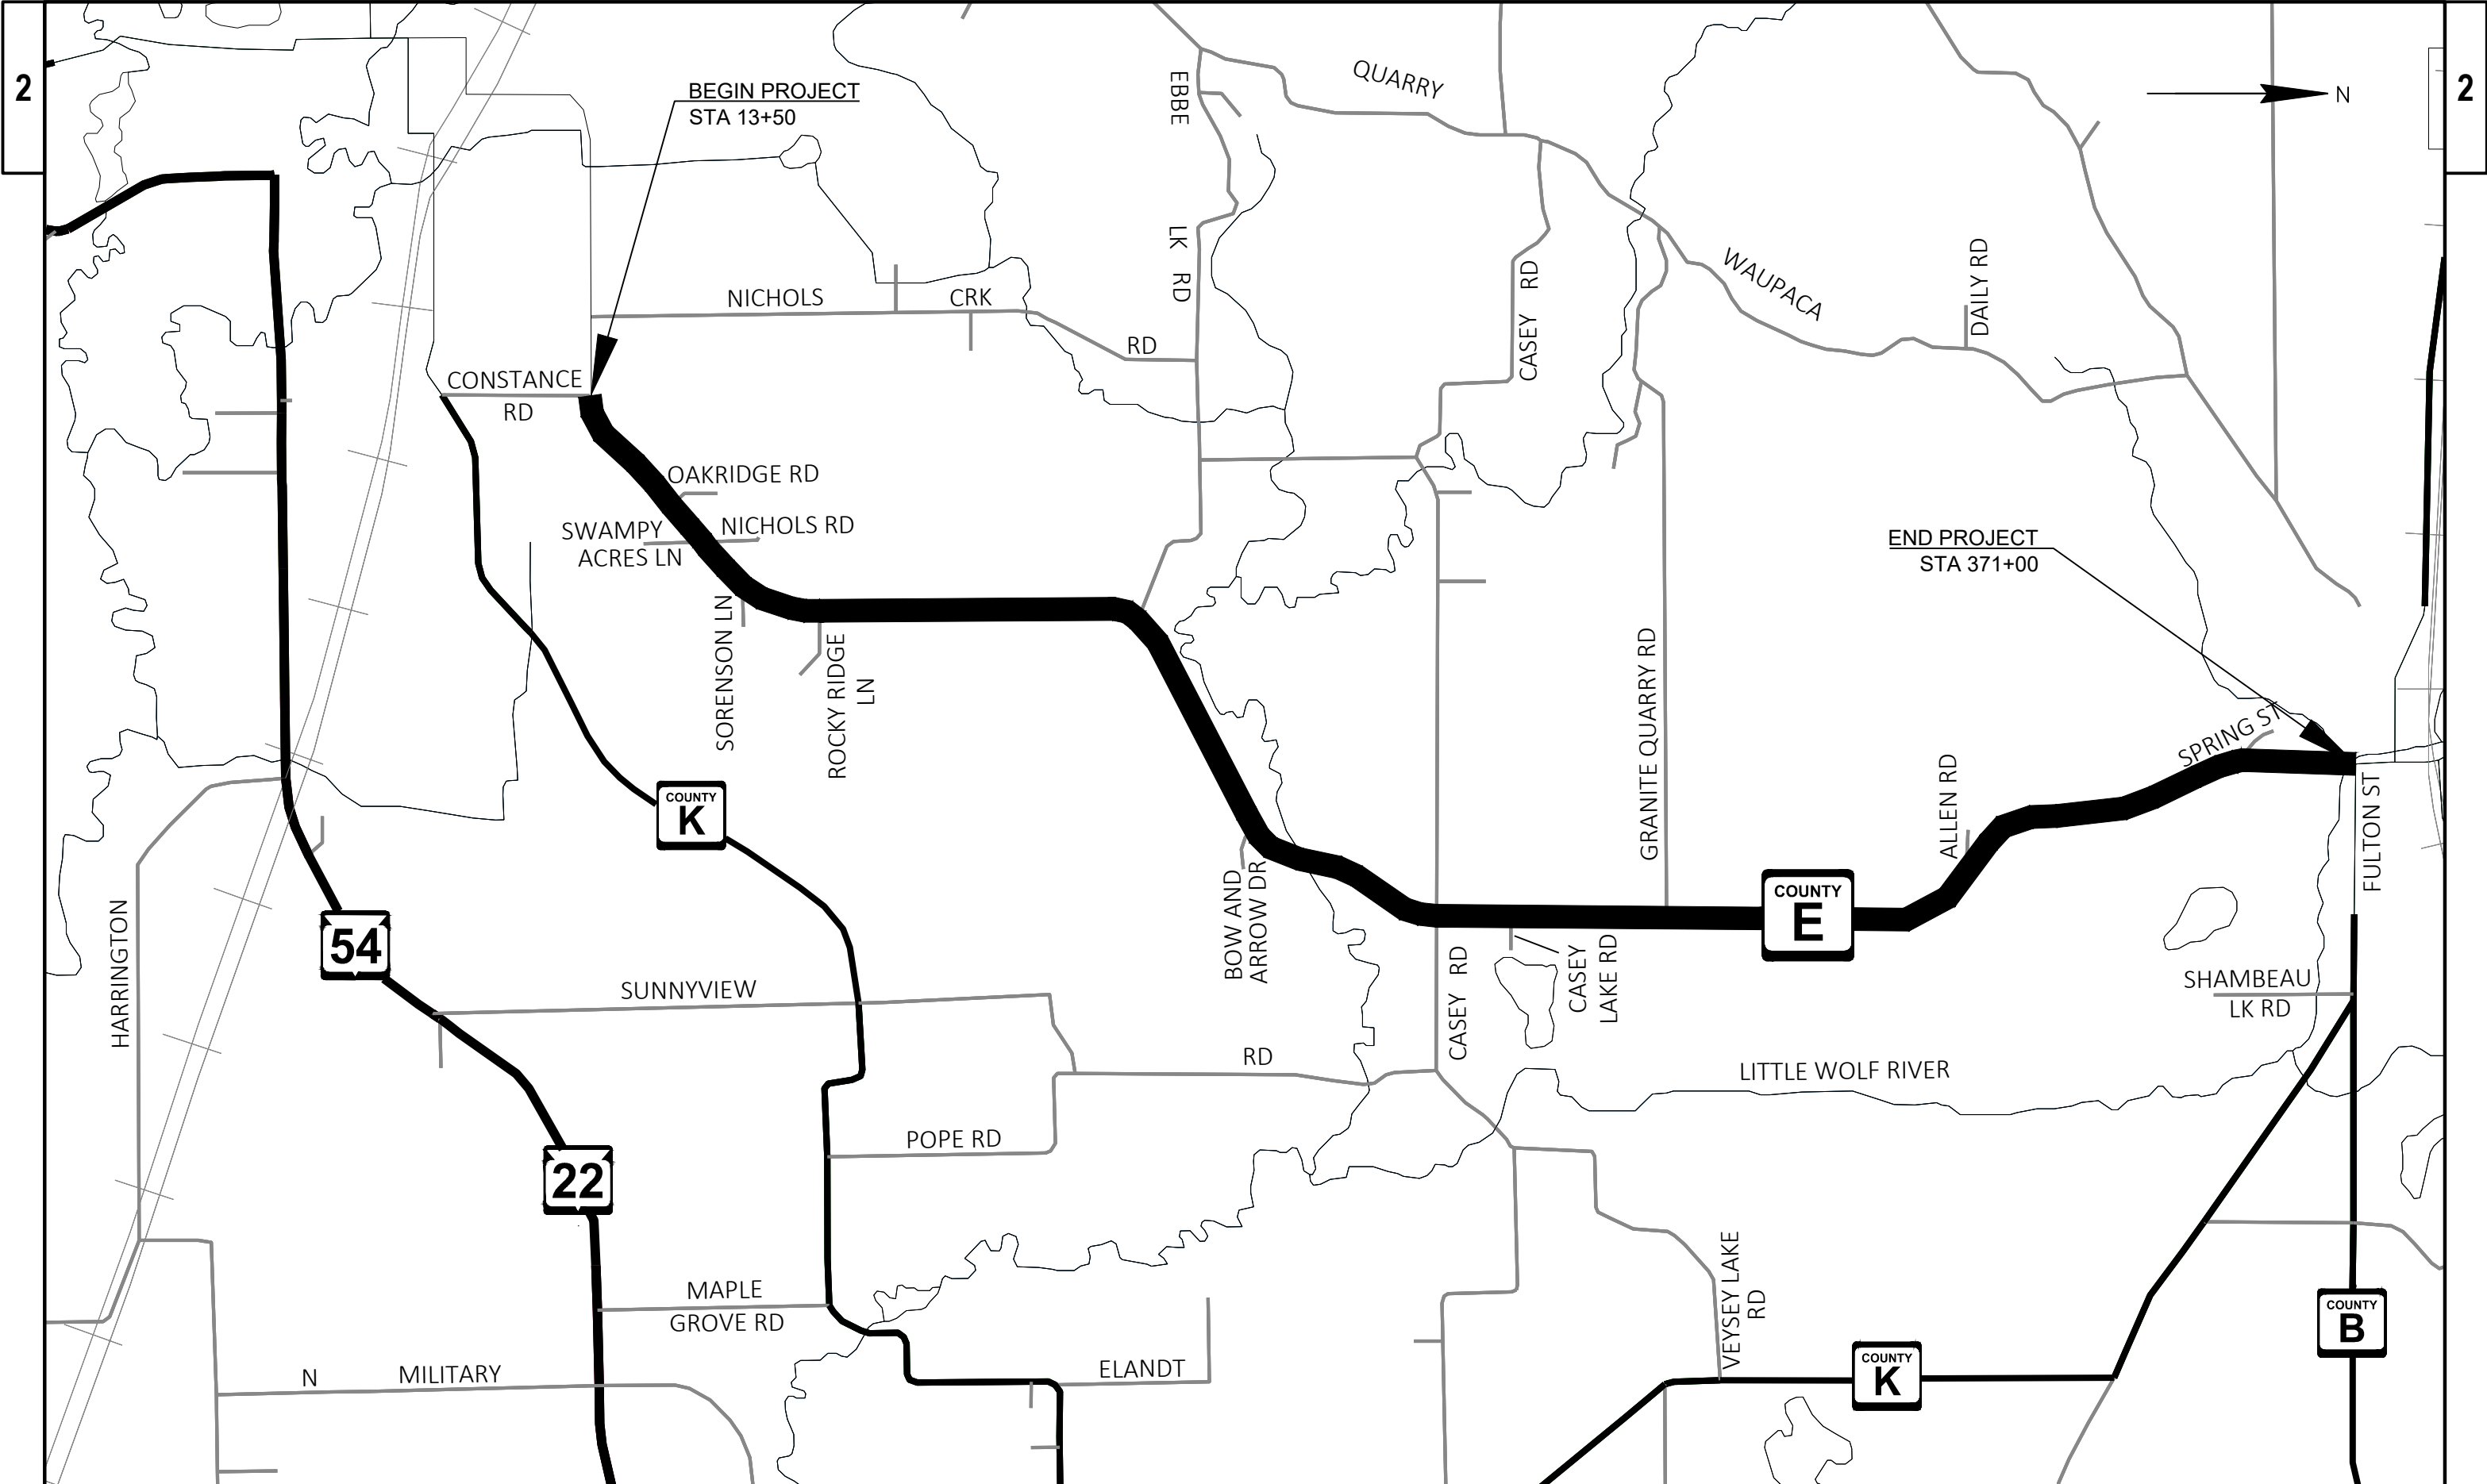 2
2
BEGIN PROJECT
STA 13+50
EBBE
LK RD
QUARRY
N
CASEY RD
WAUPACA
DAILY RD
NICHOLS CRK
RD
CONSTANCE
RD
OAKRIDGE RD
SWAMPY
ACRES LN
NICHOLS RD
END PROJECT
STA 371+00
SORENSON LN
ROCKY RIDGE
LN
GRANITE QUARRY RD
SPRING ST
ALLEN RD
FULTON ST
COUNTY
K
COUNTY
E
BOW AND
ARROW DR
HARRINGTON
54
SUNNYVIEW
RD
CASEY RD
CASEY
LAKE RD
SHAMBEAU
LK RD
LITTLE WOLF RIVER
POPE RD
22
MAPLE
GROVE RD
VEYSEY LAKE
RD
COUNTY
B
N MILITARY
ELANDT
COUNTY
K